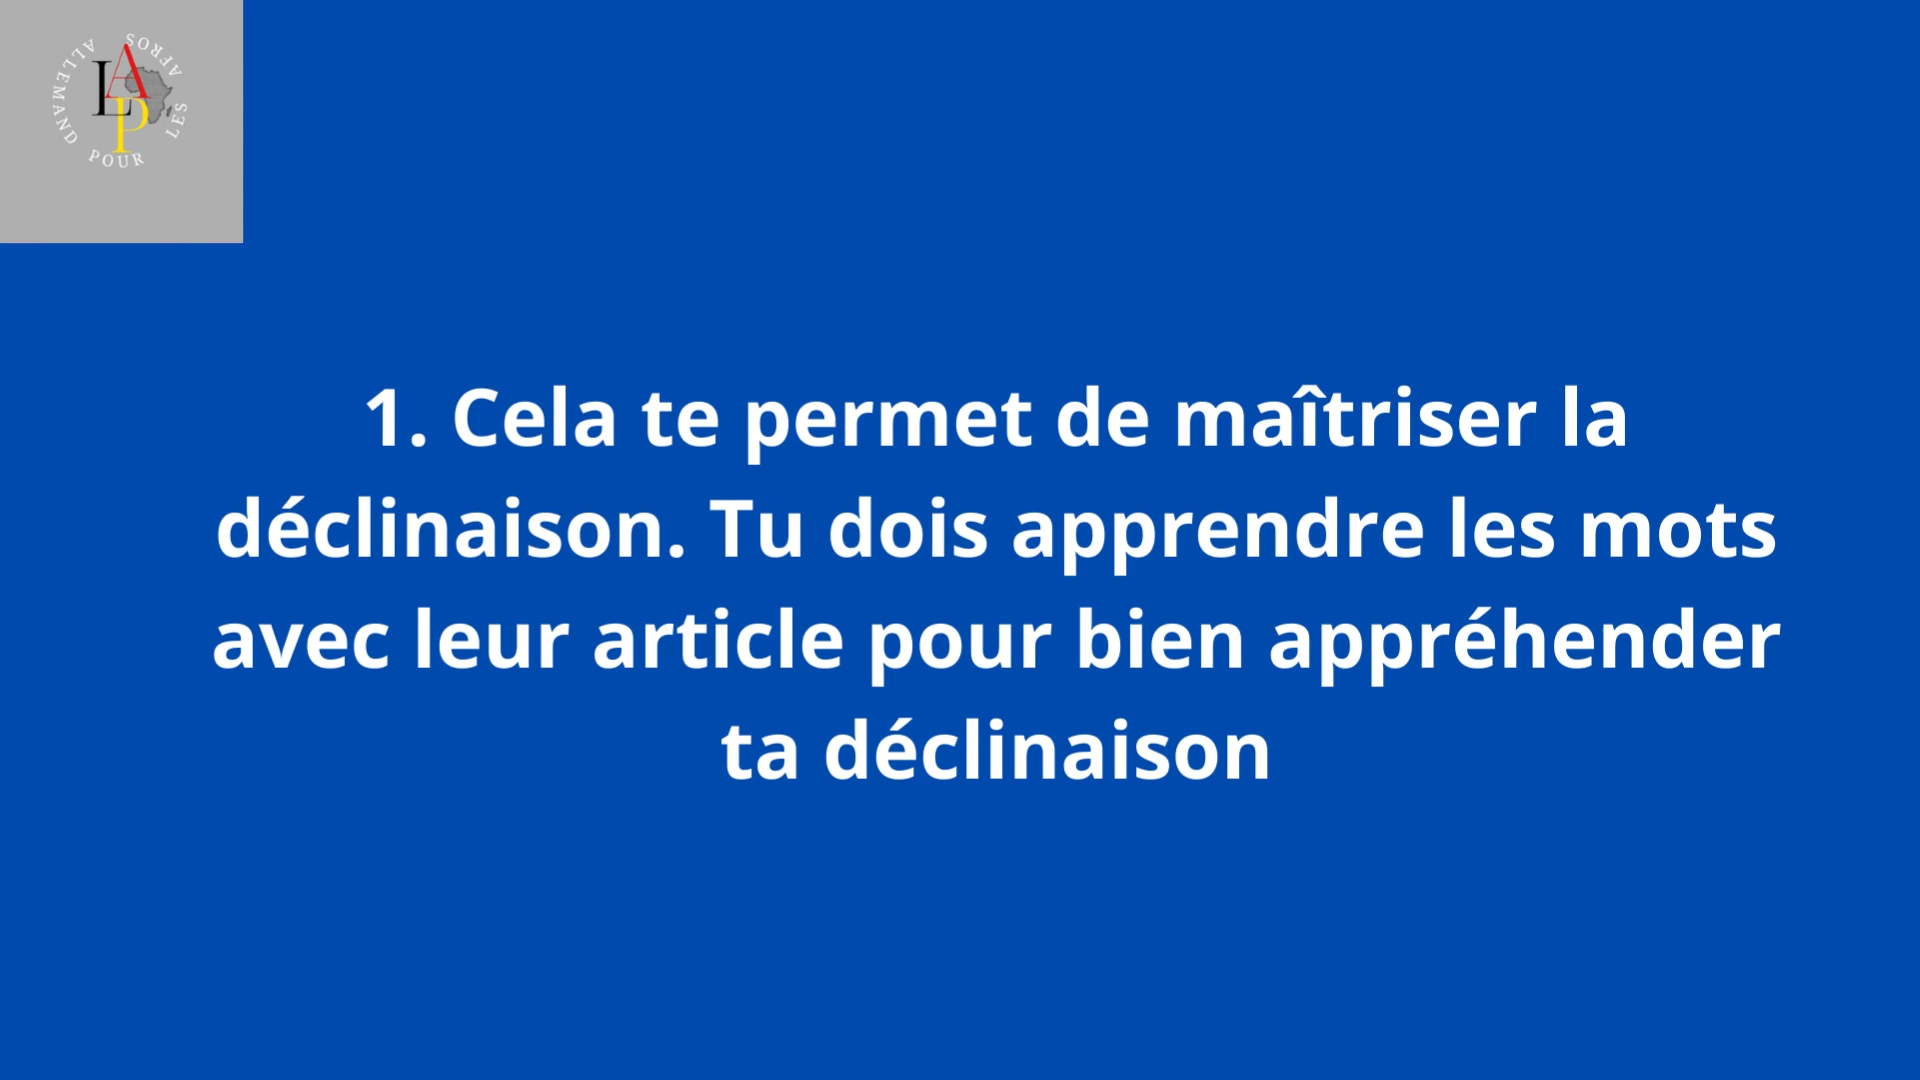 ALLEMAND POUR LES AFROS
LAP
1. Cela te permet de maîtriser la
déclinaison. Tu dois apprendre les mots
avec leur article pour bien appréhender
ta déclinaison